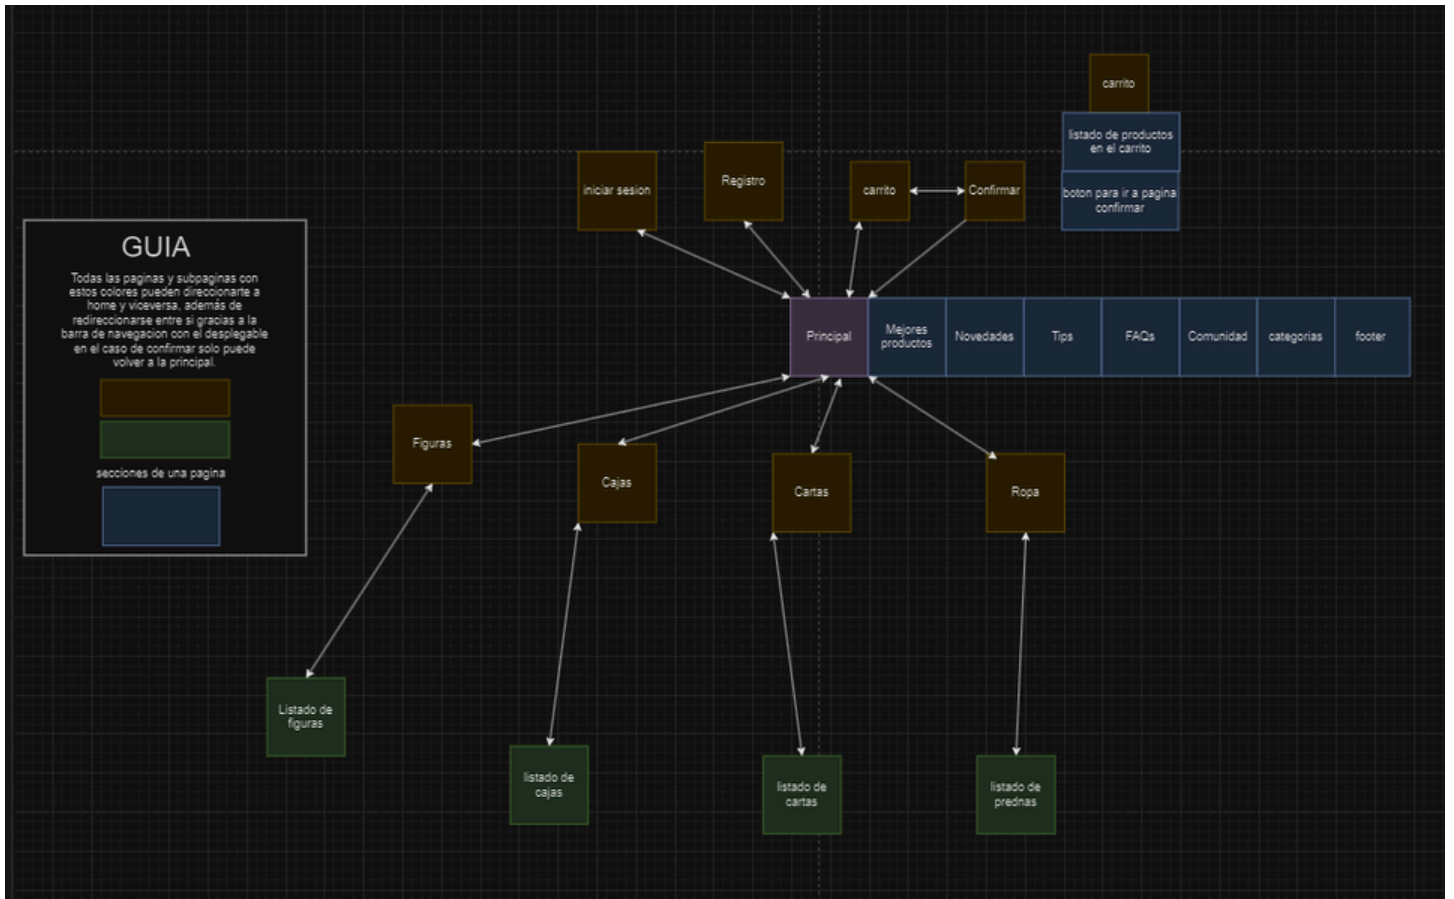 carrito
listado de productos
en el carrito
boton para ir a pagina
confirmar
iniciar sesion
Registro
carrito
Confirmar
GUIA
Todas las paginas y subpaginas con
estos colores pueden direccionarte a
home y viceversa, además de
redireccionarse entre si gracias a la
barra de navegacion con el desplegable
en el caso de confirmar solo puede
volver a la principal.
secciones de una pagina
Principal
Mejores
productos
Novedades
Tips
FAQs
Comunidad
categorias
footer
Figuras
Cajas
Cartas
Ropa
Listado de
figuras
listado de
cajas
listado de
cartas
listado de
prednas